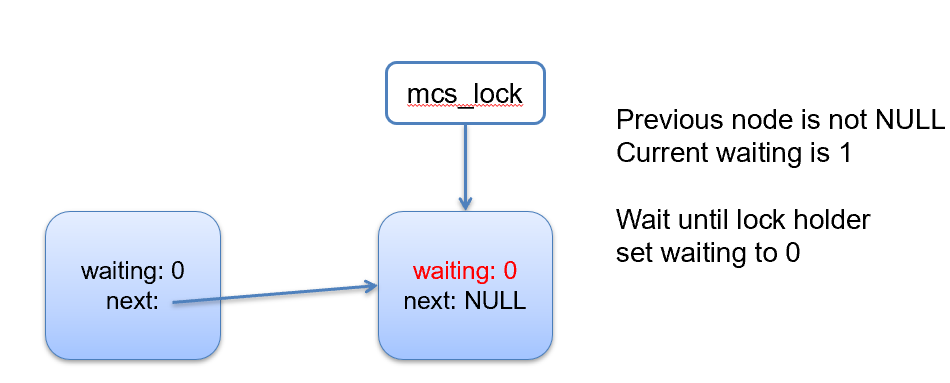 mcs_lock
Previous node is not NULL
Current waiting is 1
Wait until lock holder
set waiting to 0
waiting: 0
next:
waiting: 0
next: NULL